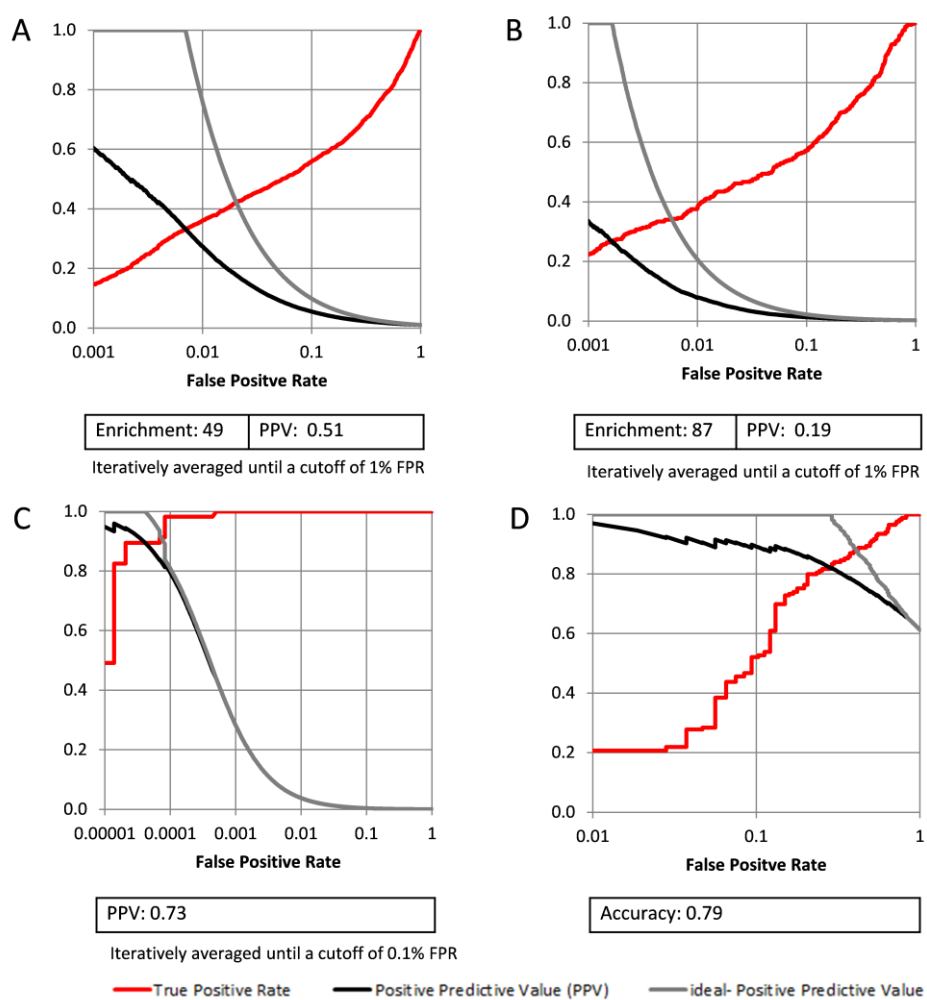 A
1.0
0.8
0.6
0.4
0.2
0.0
0.001 0.01 0.1 1
False Positve Rate
Enrichment: 49 PPV: 0.51
Iteratively averaged until a cutoff of 1% FPR
B
1.0
0.8
0.6
0.4
0.2
0.0
0.001 0.01 0.1 1
False Positve Rate
Enrichment: 87 PPV: 0.19
Iteratively averaged until a cutoff of 1% FPR
C
1.0
0.8
0.6
0.4
0.2
0.0
0.00001 0.0001 0.001 0.01 0.1 1
False Positive Rate
PPV: 0.73
Iteratively averaged until a cutoff of 0.1% FPR
D
1.0
0.8
0.6
0.4
0.2
0.0
0.01 0.1 1
False Positive Rate
Accuracy: 0.79
True Positive Rate Positive Predictive Value (PPV) ideal- Positive Predictive Value